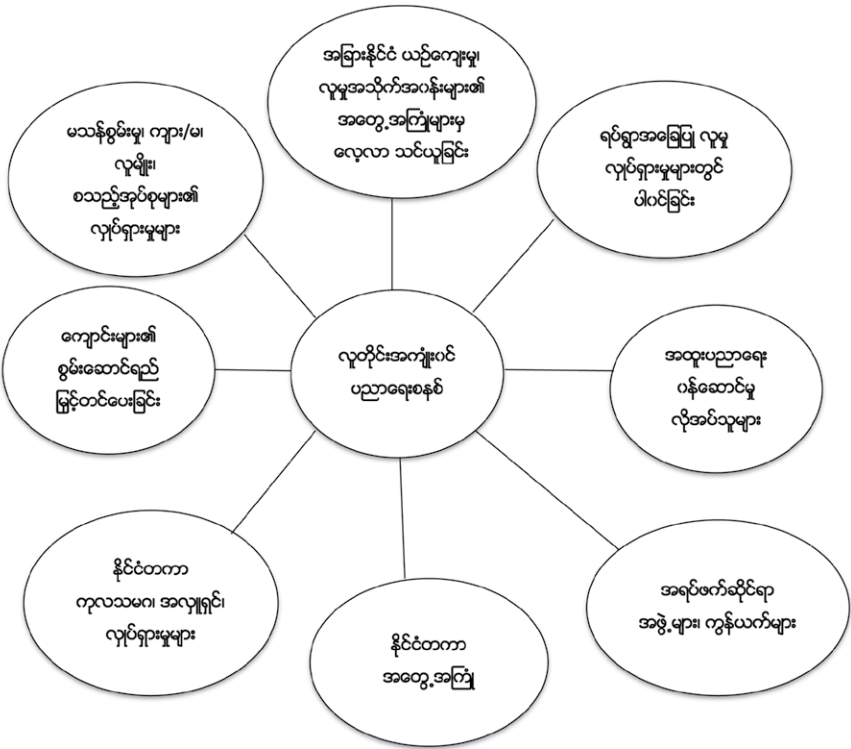 အခြားနိုင်ငံ ယဉ်ကျေးမှု၊
လူမှုအသိုက်အဝန်းများ၏
အတွေ့အကြုံများမှ
လေ့လာ သင်ယူခြင်း
မသန်စွမ်းမှု၊ ကျား/မ၊
လူမျိုး၊
စသည့်အုပ်စုများ၏
လှုပ်ရှားမှုများ
ရပ်ရွာအခြေပြု လူမှု
လှုပ်ရှားမှုများတွင်
ပါဝင်ခြင်း
ကျောင်းများ၏
စွမ်းဆောင်ရည်
မြှင့်တင်ပေးခြင်း
လူတိုင်းအကျုံးဝင်
ပညာရေးစနစ်
အထူးပညာရေး
ဝန်ဆောင်မှု
လိုအပ်သူများ
နိုင်ငံတကာ
ကုလသမဂ၊ အလှူရှင်၊
လှုပ်ရှားမှုများ
နိုင်ငံတကာ
အတွေ့အကြုံ
အရပ်ဖက်ဆိုင်ရာ
အဖွဲ့များ၊ ကွန်ယက်များ